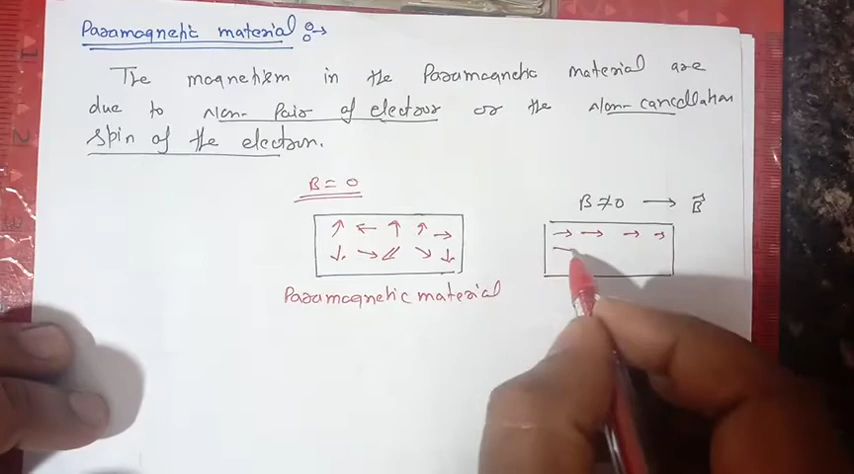 Paramagnetic material :→
The magnetism in the Paramagnetic material are
due to Non-Pair of electron or the Non-cancellation
spin of the electron.
B = 0
B ≠ 0 → B⃗
Paramagnetic material